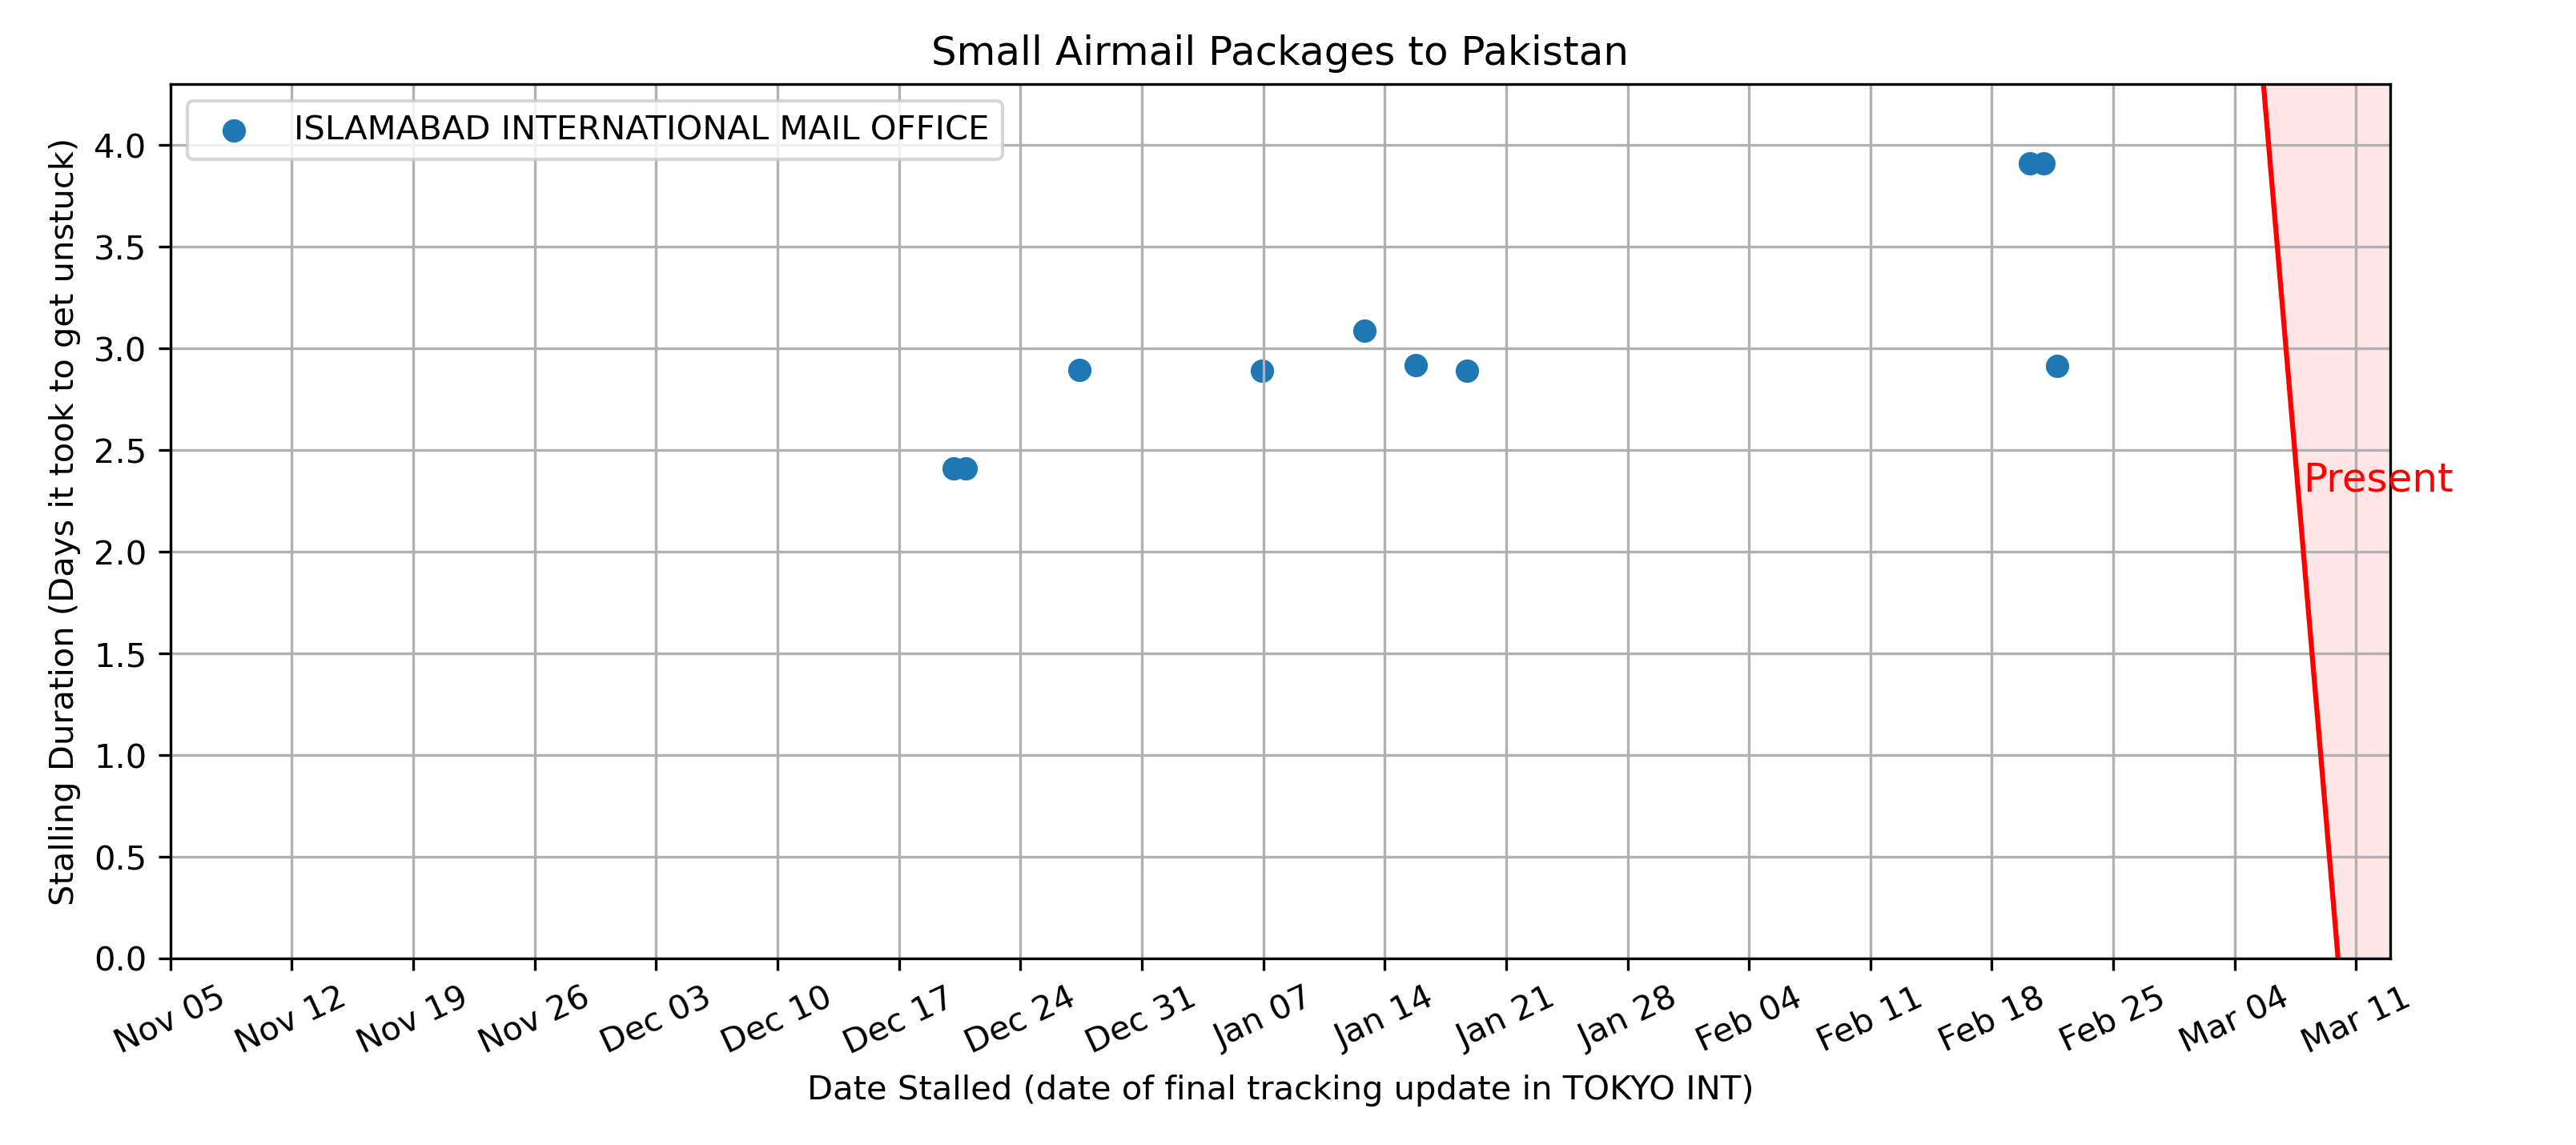 Small Airmail Packages to Pakistan
ISLAMABAD INTERNATIONAL MAIL OFFICE
Stalling Duration (Days it took to get unstuck)
4.0
3.5
3.0
2.5
2.0
1.5
1.0
0.5
0.0
Present
Nov 05
Nov 12
Nov 19
Nov 26
Dec 03
Dec 10
Dec 17
Dec 24
Dec 31
Jan 07
Jan 14
Jan 21
Jan 28
Feb 04
Feb 11
Feb 18
Feb 25
Mar 04
Mar 11
Date Stalled (date of final tracking update in TOKYO INT)